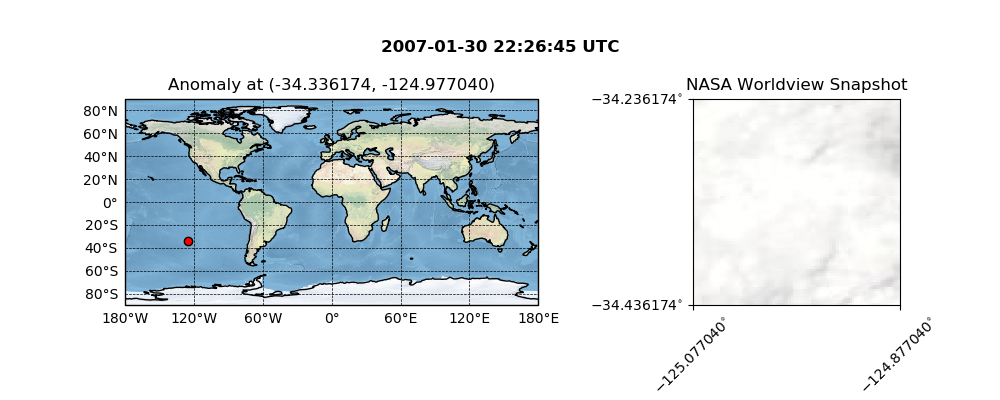 2007-01-30 22:26:45 UTC
Anomaly at (-34.336174, -124.977040)
80°N
60°N
40°N
20°N
0°
20°S
40°S
60°S
80°S
180°W 120°W 60°W 0° 60°E 120°E 180°E
NASA Worldview Snapshot
−34.236174°
−34.436174°
−125.077040°
−124.877040°